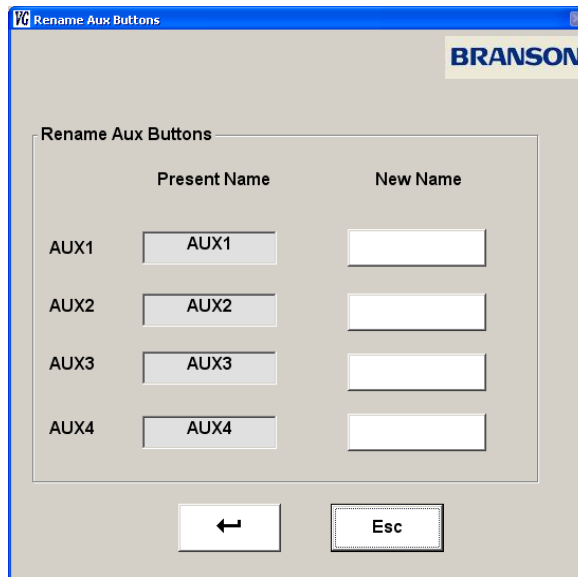 VG Rename Aux Buttons
BRANSON
Rename Aux Buttons
Present Name New Name
AUX1 AUX1
AUX2 AUX2
AUX3 AUX3
AUX4 AUX4
Esc